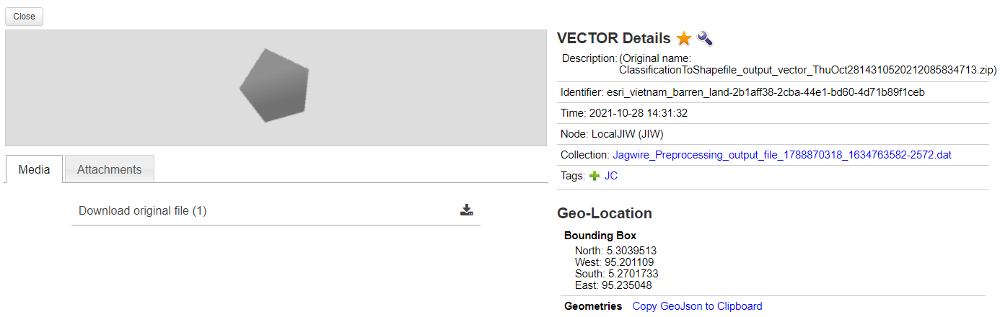 Close
Media
Attachments
Download original file (1)
VECTOR Details
Description: (Original name:
ClassificationToShapefile_output_vector_ThuOct2814310520212085834713.zip)
Identifier: esri_vietnam_barren_land-2b1aff38-2cba-44e1-bd60-4d71b89f1ceb
Time: 2021-10-28 14:31:32
Node: LocalJIW (JIW)
Collection: Jagwire_Preprocessing_output_file_1788870318_1634763582-2572.dat
Tags: JC
Geo-Location
Bounding Box
North: 5.3039513
West: 95.201109
South: 5.2701733
East: 95.235048
Geometries Copy GeoJson to Clipboard